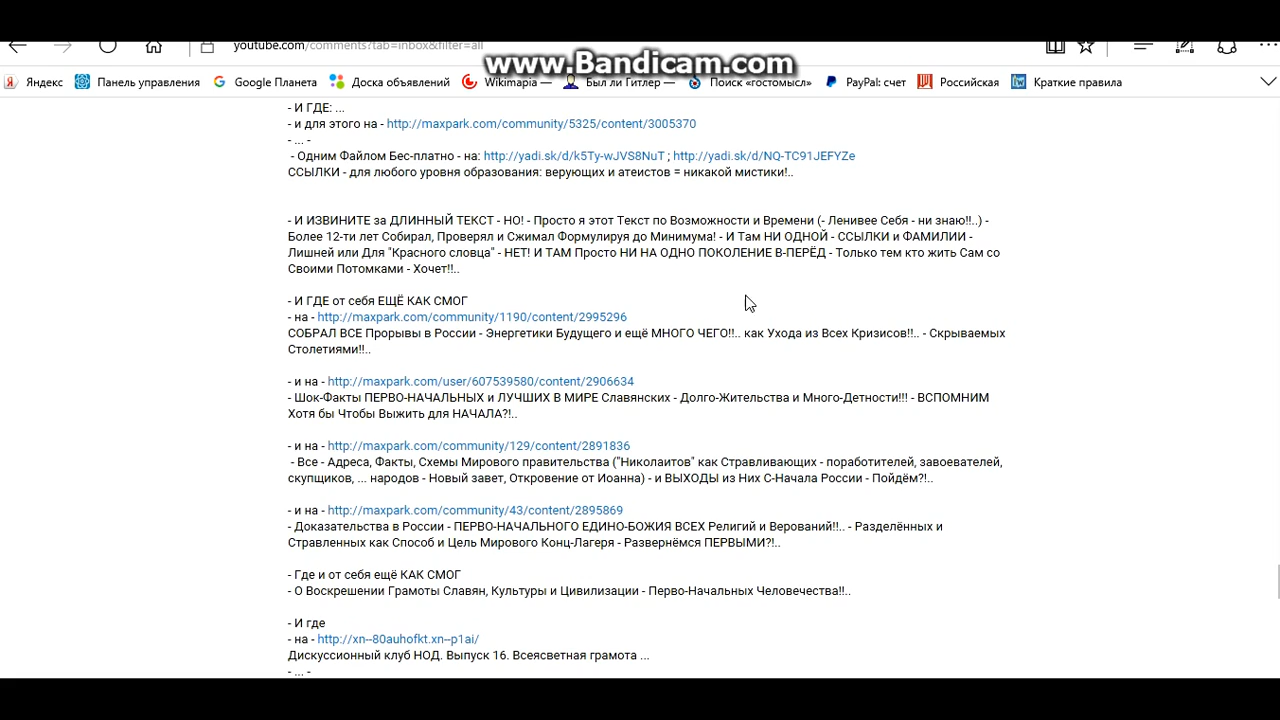 www.Bandicam.com
youtube.com/comments?tab=inbox&filter=all
Яндекс Панель управления Google Планета Доска объявлений Wikimapia — Был ли Гитлер — Поиск «гостомысл» PayPal: счет Российская Краткие правила
- И ГДЕ: ...
- и для этого на - http://maxpark.com/community/5325/content/3005370
- ... -
- Одним Файлом Бес-платно - на: http://yadi.sk/d/k5Ty-wJVS8NuT ; http://yadi.sk/d/NQ-TC91JEFYZe
ССЫЛКИ - для любого уровня образования: верующих и атеистов = никакой мистики!..
- И ИЗВИНИТЕ за ДЛИННЫЙ ТЕКСТ - НО! - Просто я этот Текст по Возможности и Времени (- Ленивее Себя - ни знаю!!..) -
Более 12-ти лет Собирал, Проверял и Сжимал Формулируя до Минимума! - И Там НИ ОДНОЙ - ССЫЛКИ и ФАМИЛИИ -
Лишней или Для "Красного словца" - НЕТ! И ТАМ Просто НИ НА ОДНО ПОКОЛЕНИЕ В-ПЕРЁД - Только тем кто жить Сам со
Своими Потомками - Хочет!!..
- И ГДЕ от себя ЕЩЁ КАК СМОГ
- на - http://maxpark.com/community/1190/content/2995296
СОБРАЛ ВСЕ Прорывы в России - Энергетики Будущего и ещё МНОГО ЧЕГО!!.. как Ухода из Всех Кризисов!!.. - Скрываемых
Столетиями!!..
- и на - http://maxpark.com/user/607539580/content/2906634
- Шок-Факты ПЕРВО-НАЧАЛЬНЫХ и ЛУЧШИХ В МИРЕ Славянских - Долго-Жительства и Много-Детности!!! - ВСПОМНИМ
Хотя бы Чтобы Выжить для НАЧАЛА?!..
- и на - http://maxpark.com/community/129/content/2891836
- Все - Адреса, Факты, Схемы Мирового правительства ("Николаитов" как Стравливающих - поработителей, завоевателей,
скупщиков, ... народов - Новый завет, Откровение от Иоанна) - и ВЫХОДЫ из Них С-Начала России - Пойдём?!..
- и на - http://maxpark.com/community/43/content/2895869
- Доказательства в России - ПЕРВО-НАЧАЛЬНОГО ЕДИНО-БОЖИЯ ВСЕХ Религий и Верований!!.. - Разделённых и
Стравленных как Способ и Цель Мирового Конц-Лагеря - Развернёмся ПЕРВЫМИ?!..
- Где и от себя ещё КАК СМОГ
- О Воскрешении Грамоты Славян, Культуры и Цивилизации - Перво-Начальных Человечества!!..
- И где
- на - http://xn--80auhofkt.xn--p1ai/
Дискуссионный клуб НОД. Выпуск 16. Всеясветная грамота ...
- ... -